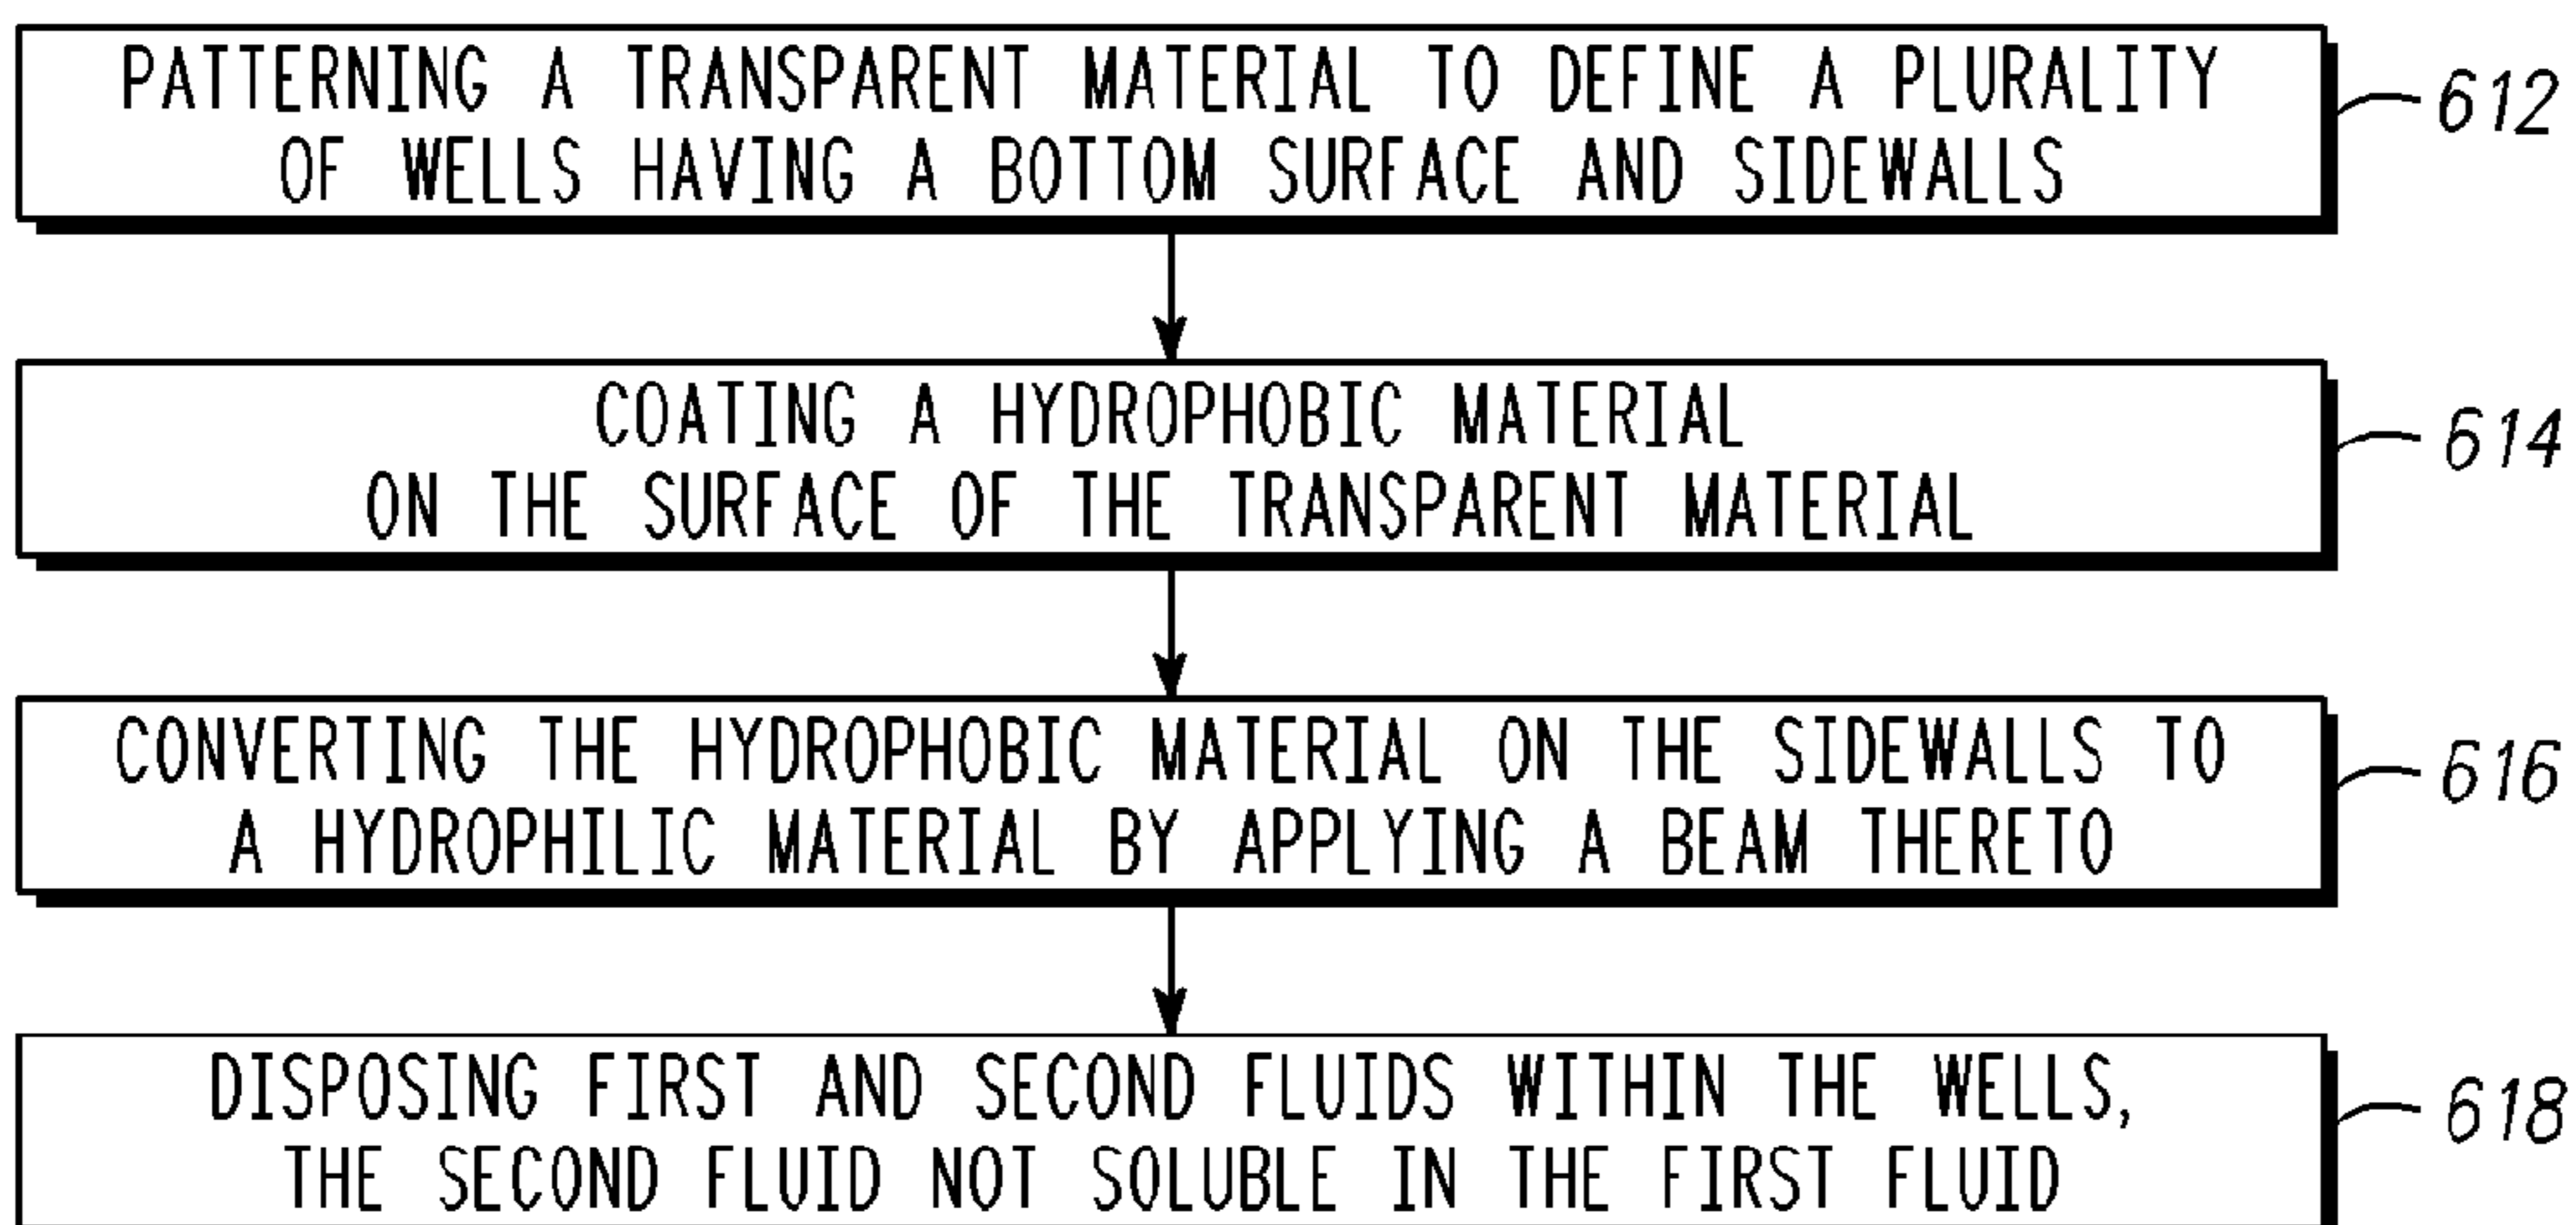 PATTERNING A TRANSPARENT MATERIAL TO DEFINE A PLURALITY
OF WELLS HAVING A BOTTOM SURFACE AND SIDEWALLS
612
COATING A HYDROPHOBIC MATERIAL
ON THE SURFACE OF THE TRANSPARENT MATERIAL
614
CONVERTING THE HYDROPHOBIC MATERIAL ON THE SIDEWALLS TO
A HYDROPHILIC MATERIAL BY APPLYING A BEAM THERETO
616
DISPOSING FIRST AND SECOND FLUIDS WITHIN THE WELLS,
THE SECOND FLUID NOT SOLUBLE IN THE FIRST FLUID
618